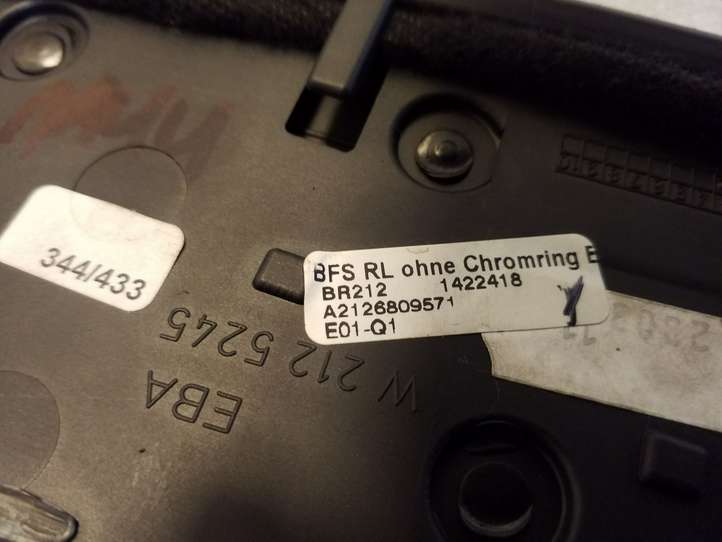 344/433
BFS RL ohne Chromring E
BR212 1422418
A2126809571
E01-Q1
W 212 5245
EBA